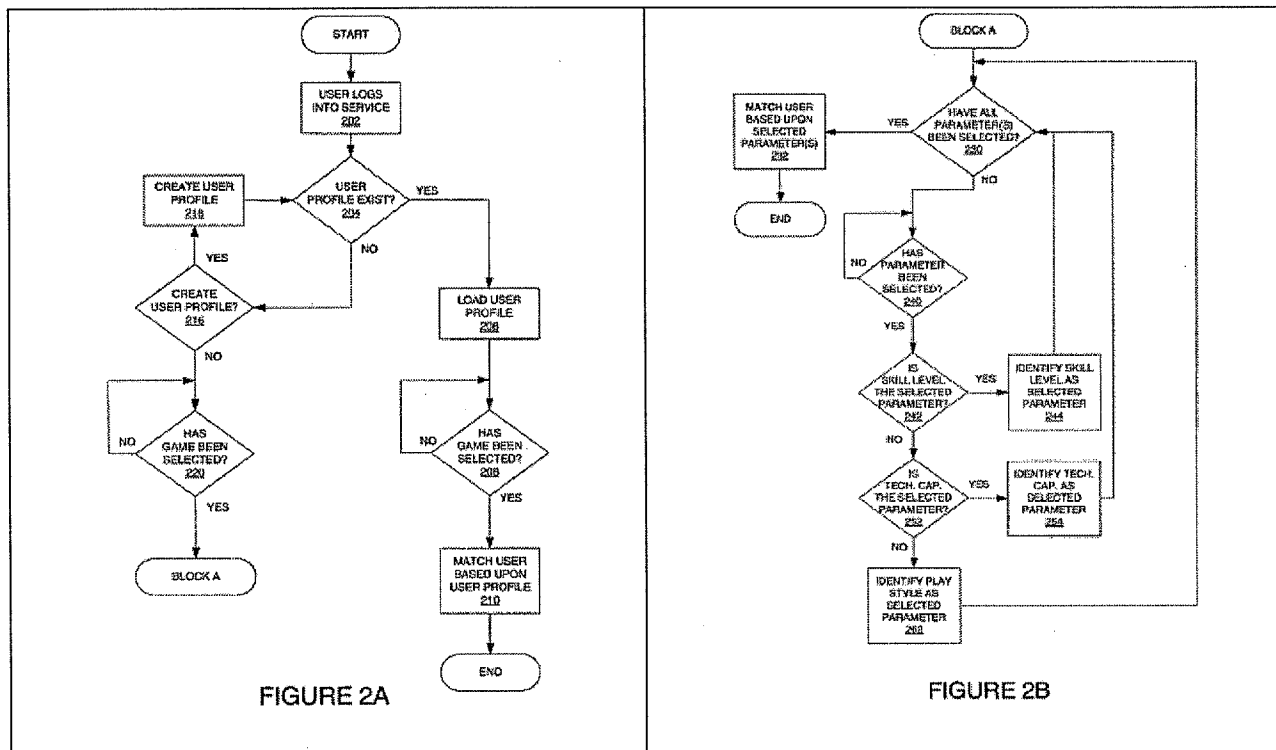 START
USER LOGS
INTO SERVICE
202
USER
PROFILE EXIST?
204
YES
NO
CREATE USER
PROFILE
218
YES
CREATE
USER PROFILE?
216
NO
HAS
GAME BEEN
SELECTED?
220
NO
YES
BLOCK A
LOAD USER
PROFILE
206
HAS
GAME BEEN
SELECTED?
208
NO
YES
MATCH USER
BASED UPON
USER PROFILE
210
END
FIGURE 2A
BLOCK A
HAVE ALL
PARAMETER(S)
BEEN SELECTED?
230
YES
NO
MATCH USER
BASED UPON
SELECTED
PARAMETER(S)
END
HAS
PARAMETER
BEEN
SELECTED?
240
NO
YES
IS
SKILL LEVEL
THE SELECTED
PARAMETER?
242
YES
NO
IDENTIFY SKILL
LEVEL AS
SELECTED
PARAMETER
244
IS
TECH. CAP.
THE SELECTED
PARAMETER?
252
YES
NO
IDENTIFY TECH.
CAP. AS
SELECTED
PARAMETER
254
IDENTIFY PLAY
STYLE AS
SELECTED
PARAMETER
FIGURE 2B